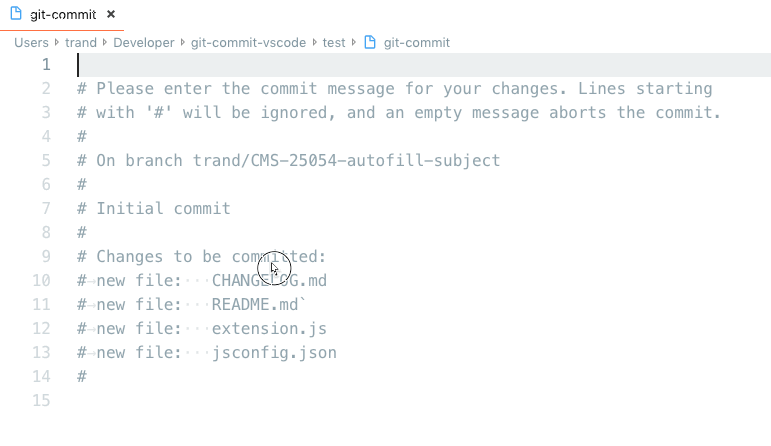 git-commit ×
Users › trand › Developer › git-commit-vscode › test › git-commit
1
2 # Please enter the commit message for your changes. Lines starting
3 # with '#' will be ignored, and an empty message aborts the commit.
4 #
5 # On branch trand/CMS-25054-autofill-subject
6 #
7 # Initial commit
8 #
9 # Changes to be committed:
10 #→new file:···CHANGELOG.md
11 #→new file:···README.md`
12 #→new file:···extension.js
13 #→new file:···jsconfig.json
14 #
15